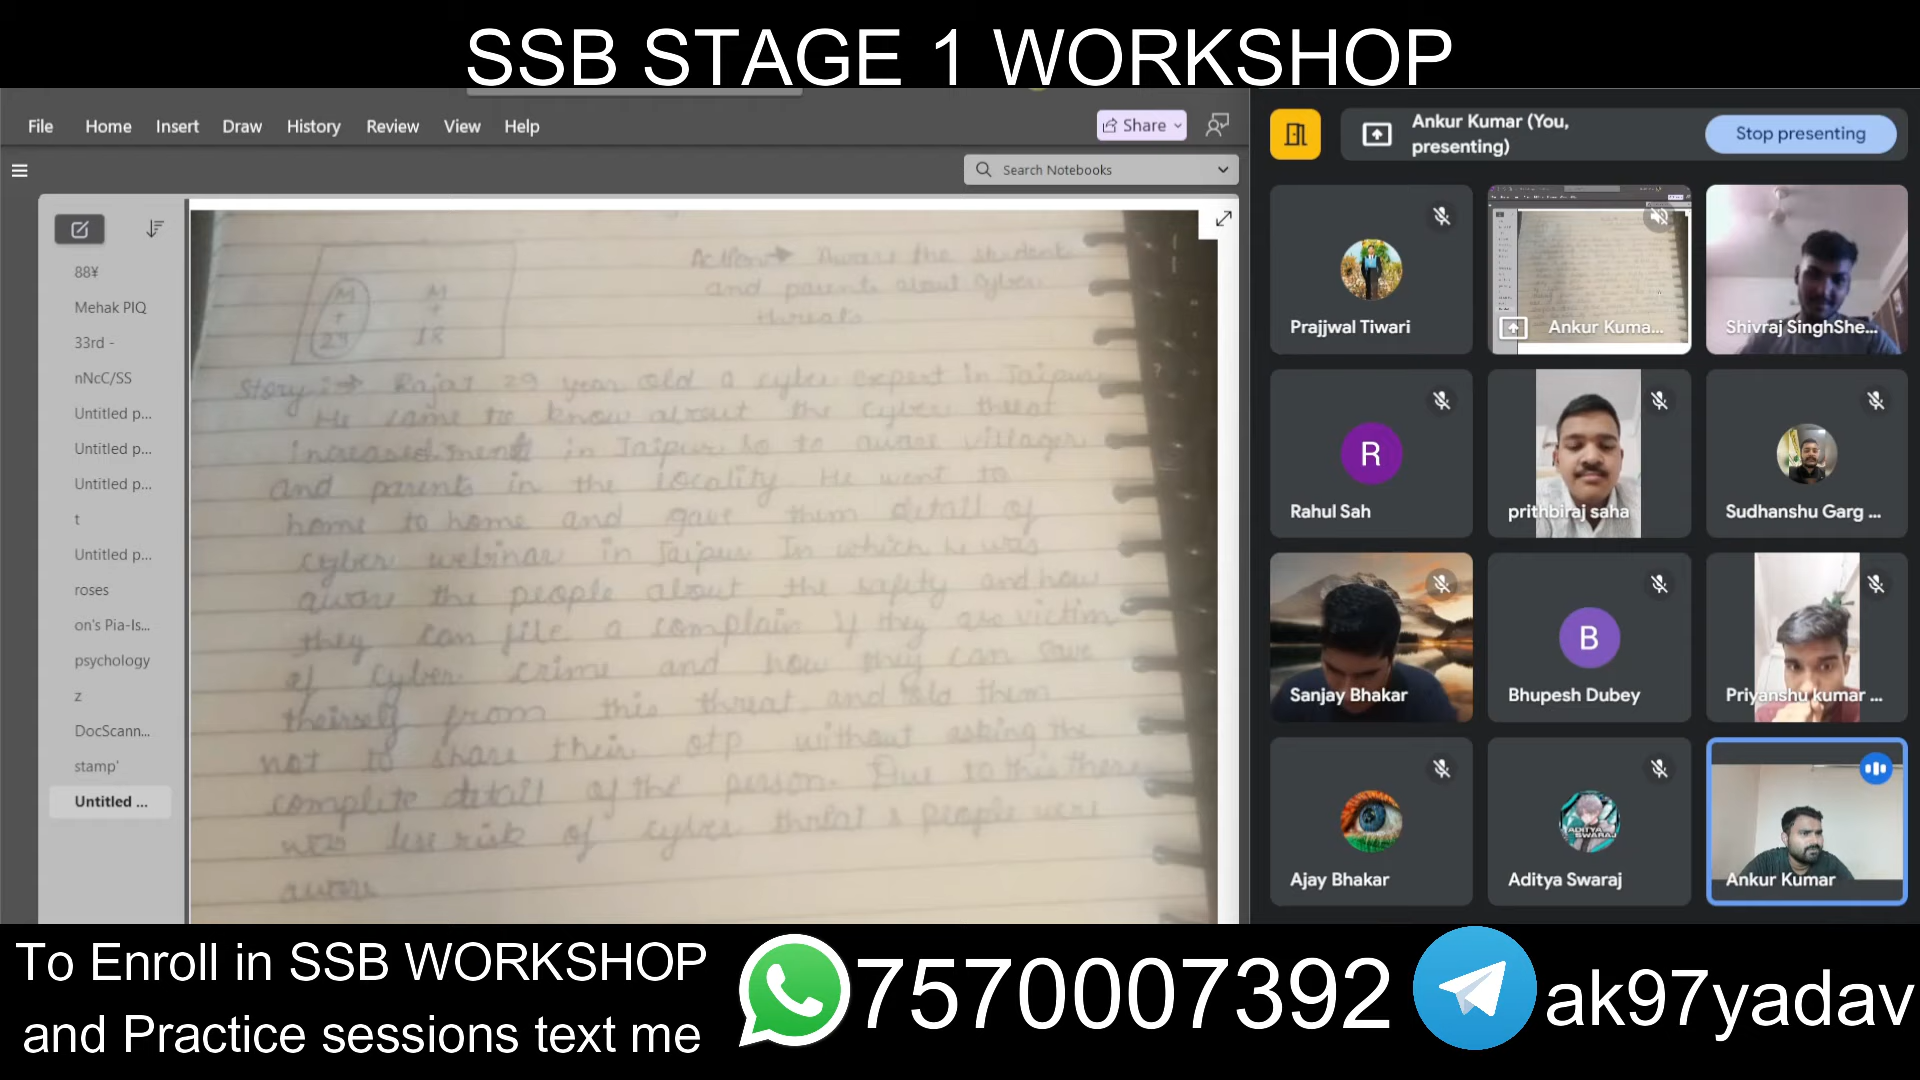 SSB STAGE 1 WORKSHOP
File Home Insert Draw History Review View Help
Share
Search Notebooks
88¥
Mehak PIQ
33rd -
nNcC/SS
Untitled p...
Untitled p...
Untitled p...
t
Untitled p...
roses
on's Pia-Is...
psychology
z
DocScann...
stamp'
Untitled ...
Action → Aware the student
and parents about Cyber
threats
M M
+ +
29 18
Story :→ Rajat 29 year old a cyber expert in Jaipur
He came to know about the cyber threat
increasedment in Jaipur so to aware villager
and parents in the locality He went to
home to home and gave them detail of
cyber webinar in Jaipur In which he was
aware the people about the safety and how
they can file a complain if they are victim
of cyber crime and how they can save
theirself from this threat and told them
not to share their otp without asking the
complete detail of the person. Due to this there
was less risk of cyber threat & people were
aware
Ankur Kumar (You,
presenting)
Stop presenting
Prajjwal Tiwari
Ankur Kuma...
Shivraj SinghShe...
R
Rahul Sah
prithbiraj saha
Sudhanshu Garg ...
Sanjay Bhakar
B
Bhupesh Dubey
Priyanshu kumar ...
Ajay Bhakar
ADITYA
SWARAJ
Aditya Swaraj
Ankur Kumar
To Enroll in SSB WORKSHOP
and Practice sessions text me
7570007392
ak97yadav